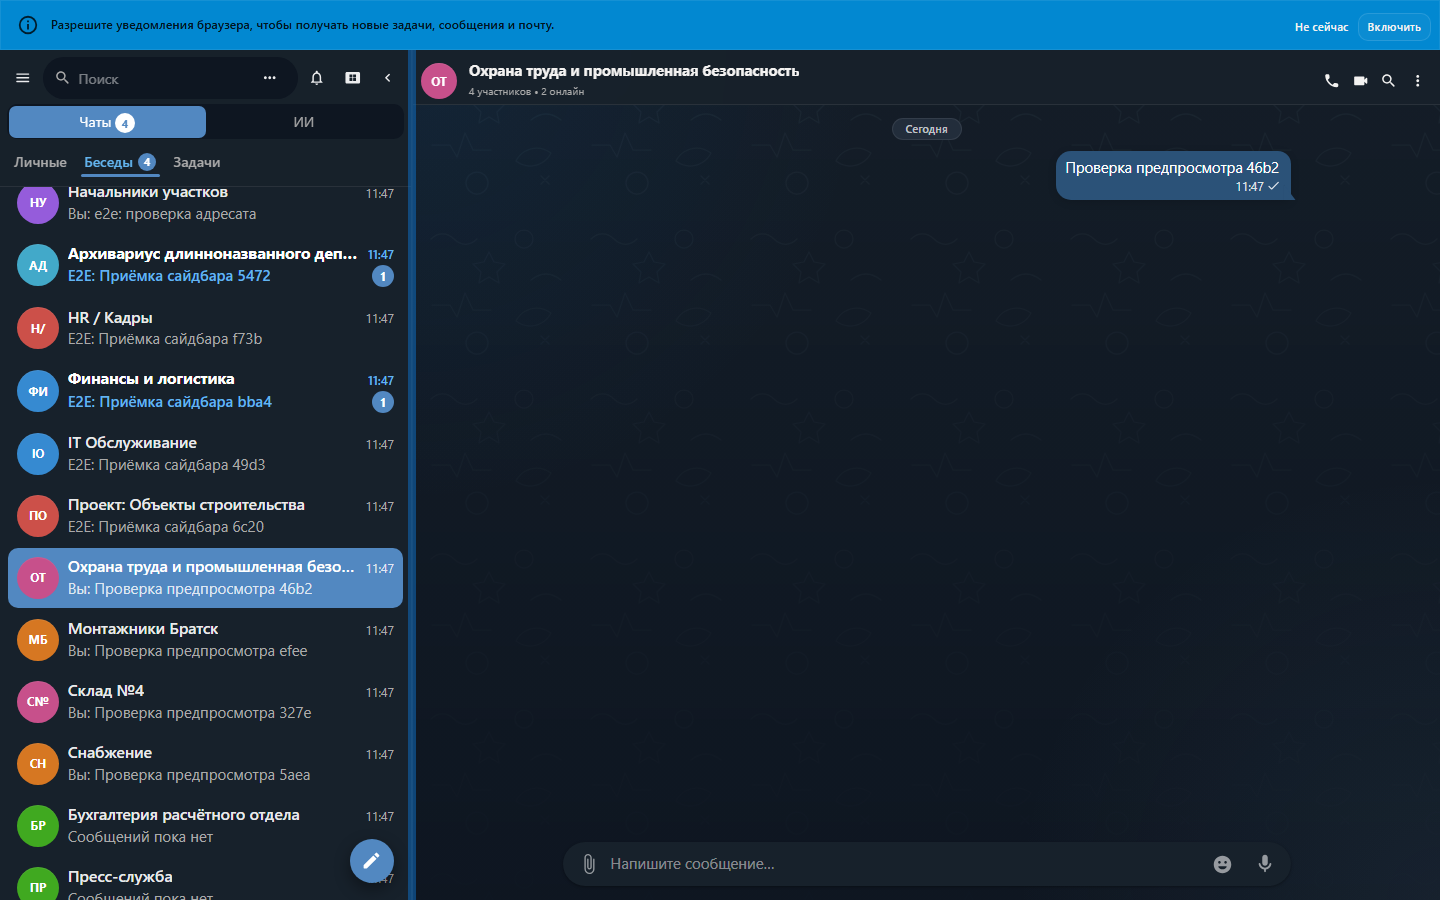 Разрешите уведомления браузера, чтобы получать новые задачи, сообщения и почту.
Не сейчас
Включить
Поиск
Чаты 4
ИИ
Личные
Беседы 4
Задачи
НУ
Начальники участков
11:47
Вы: e2e: проверка адресата
АД
Архивариус длинноназванного деп...
11:47
E2E: Приёмка сайдбара 5472
1
H/
HR / Кадры
11:47
E2E: Приёмка сайдбара f73b
ФИ
Финансы и логистика
11:47
E2E: Приёмка сайдбара bba4
1
Ю
IT Обслуживание
11:47
E2E: Приёмка сайдбара 49d3
ПО
Проект: Объекты строительства
11:47
E2E: Приёмка сайдбара 6c20
ОТ
Охрана труда и промышленная безо...
11:47
Вы: Проверка предпросмотра 46b2
МБ
Монтажники Братск
11:47
Вы: Проверка предпросмотра efee
С№
Склад №4
11:47
Вы: Проверка предпросмотра 327e
СН
Снабжение
11:47
Вы: Проверка предпросмотра 5aea
БР
Бухгалтерия расчётного отдела
11:47
Сообщений пока нет
ПР
Пресс-служба
Сообщений пока нет
ОТ
Охрана труда и промышленная безопасность
4 участников • 2 онлайн
Сегодня
Проверка предпросмотра 46b2
11:47
Напишите сообщение...